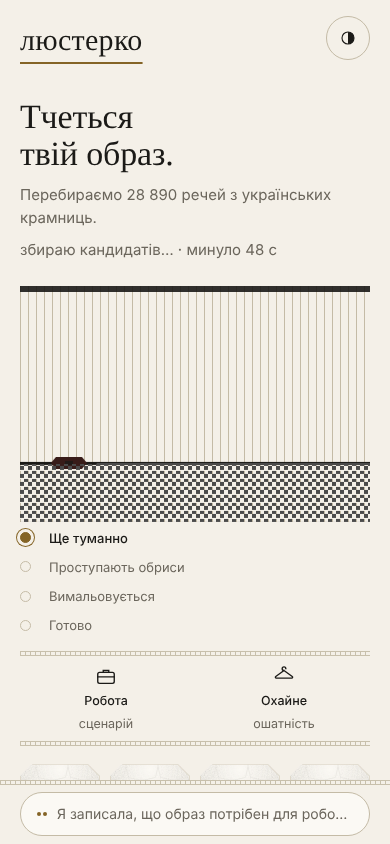 люстерко
Тчеться
твій образ.
Перебираємо 28 890 речей з українських
крамниць.
збираю кандидатів... · минуло 48 с
Ще туманно
Проступають обриси
Вимальовується
Готово
Робота
сценарій
Охайне
ошатність
Я записала, що образ потрібен для робо...